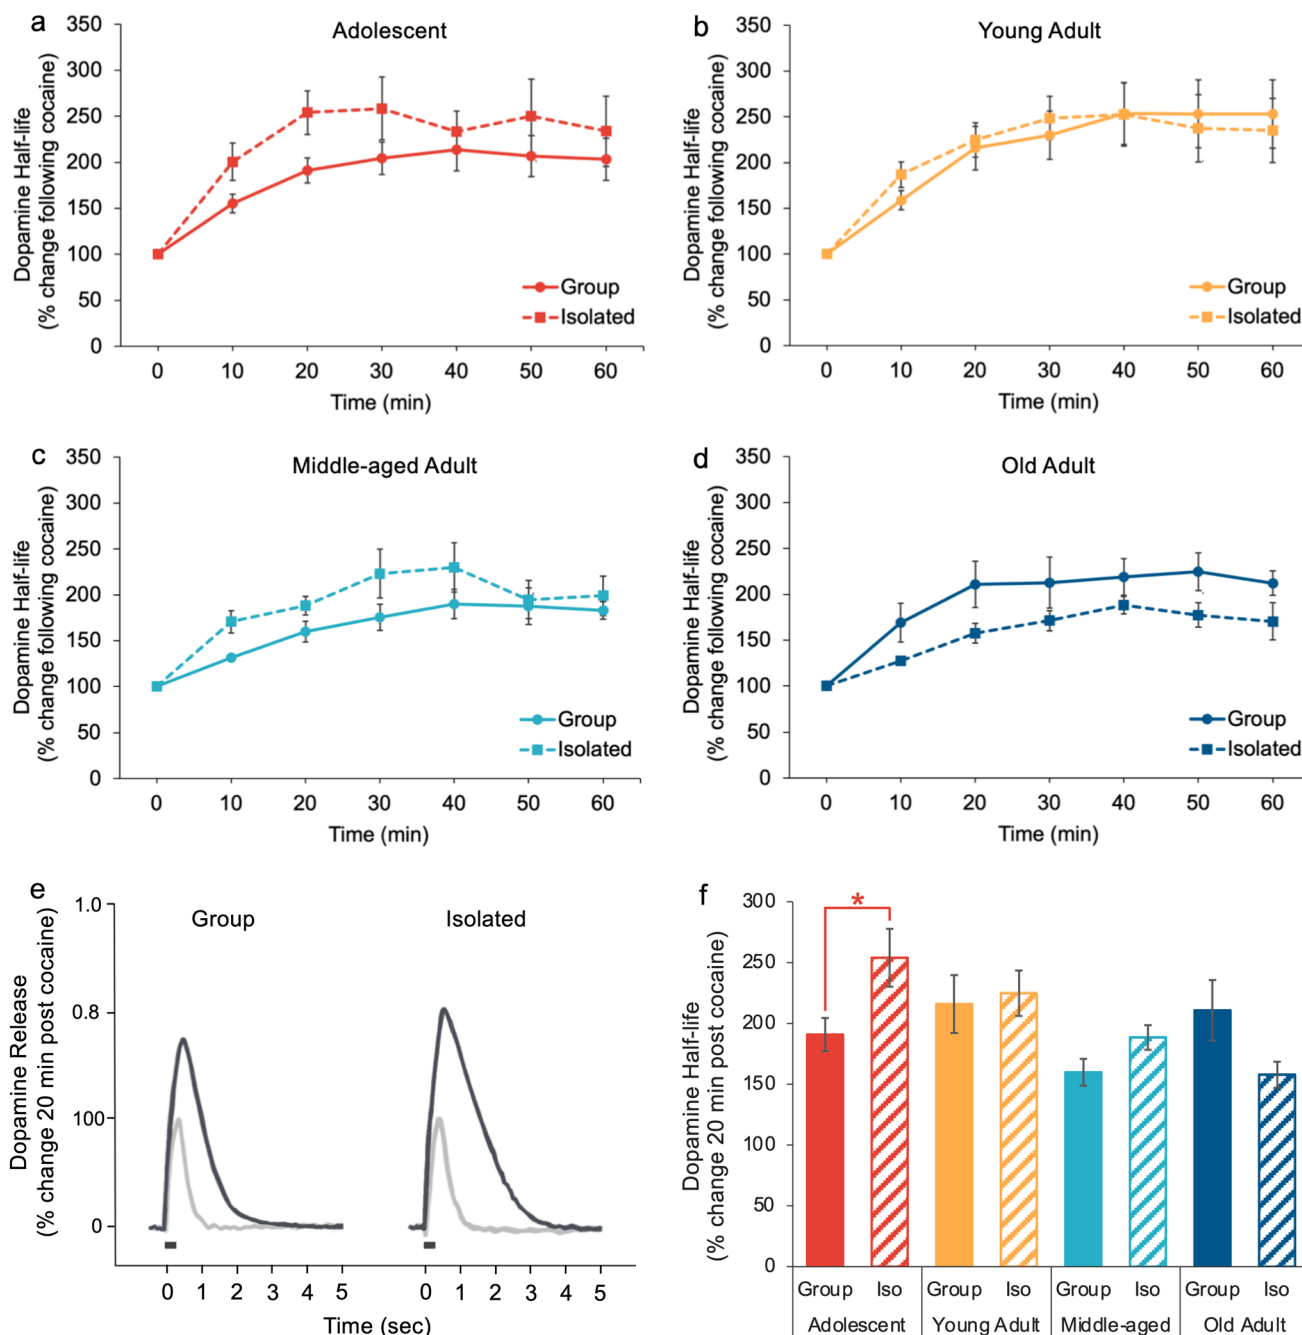 a
Adolescent
Dopamine Half-life
(% change following cocaine)
350
300
250
200
150
100
50
0
Group
Isolated
0 10 20 30 40 50 60
Time (min)
b
Young Adult
Dopamine Half-life
(% change following cocaine)
350
300
250
200
150
100
50
0
Group
Isolated
0 10 20 30 40 50 60
Time (min)
c
Middle-aged Adult
Dopamine Half-life
(% change following cocaine)
350
300
250
200
150
100
50
0
Group
Isolated
0 10 20 30 40 50 60
Time (min)
d
Old Adult
Dopamine Half-life
(% change following cocaine)
350
300
250
200
150
100
50
0
Group
Isolated
0 10 20 30 40 50 60
Time (min)
e
Group Isolated
Dopamine Release
(% change 20 min post cocaine)
1.0
0.8
100
0
0 1 2 3 4 5 0 1 2 3 4 5
Time (sec)
f
Dopamine Half-life
(% change 20 min post cocaine)
300
250
200
150
100
50
0
*
Group Iso Group Iso Group Iso Group Iso
Adolescent Young Adult Middle-aged Old Adult